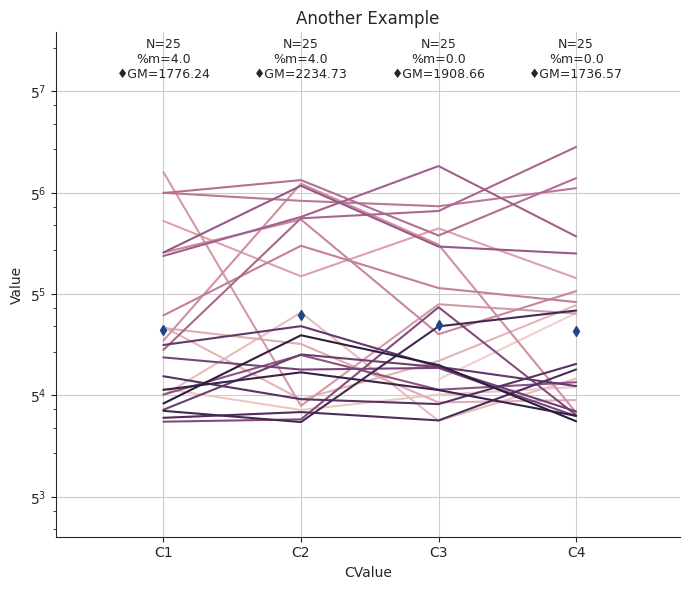 Another Example
N=25 N=25 N=25 N=25
%m=4.0 %m=4.0 %m=0.0 %m=0.0
♦GM=1776.24 ♦GM=2234.73 ♦GM=1908.66 ♦GM=1736.57
5⁷
5⁶
5⁵
5⁴
5³
Value
C1 C2 C3 C4
CValue